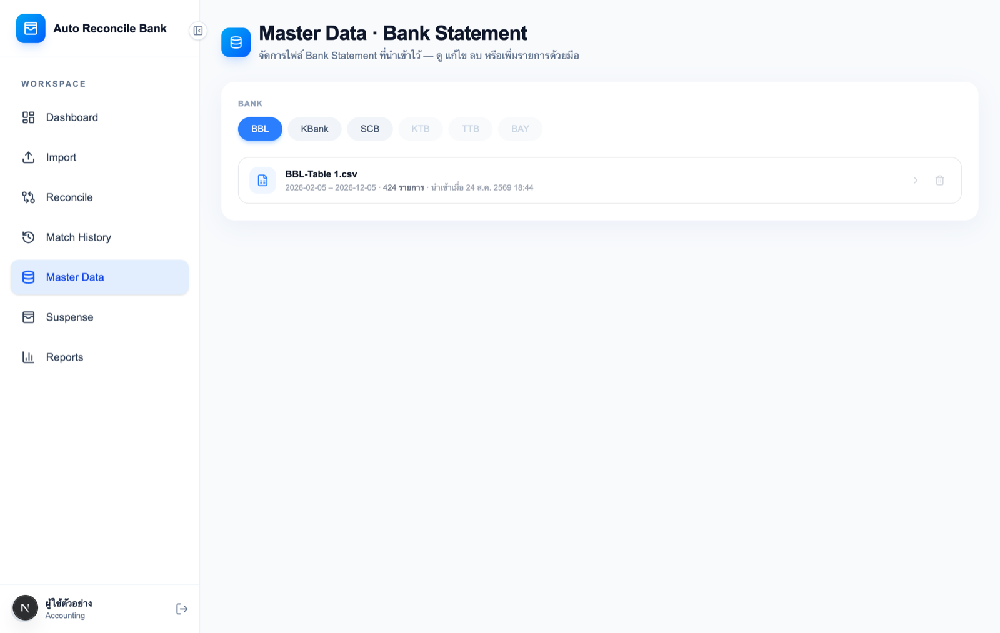 Auto Reconcile Bank
WORKSPACE
Dashboard
Import
Reconcile
Match History
Master Data
Suspense
Reports
N
ผู้ใช้ตัวอย่าง
Accounting
Master Data · Bank Statement
จัดการไฟล์ Bank Statement ที่นำเข้าไว้ — ดู แก้ไข ลบ หรือเพิ่มรายการด้วยมือ
BANK
BBL KBank SCB KTB TTB BAY
BBL-Table 1.csv
2026-02-05 – 2026-12-05 · 424 รายการ · นำเข้าเมื่อ 24 ส.ค. 2569 18:44